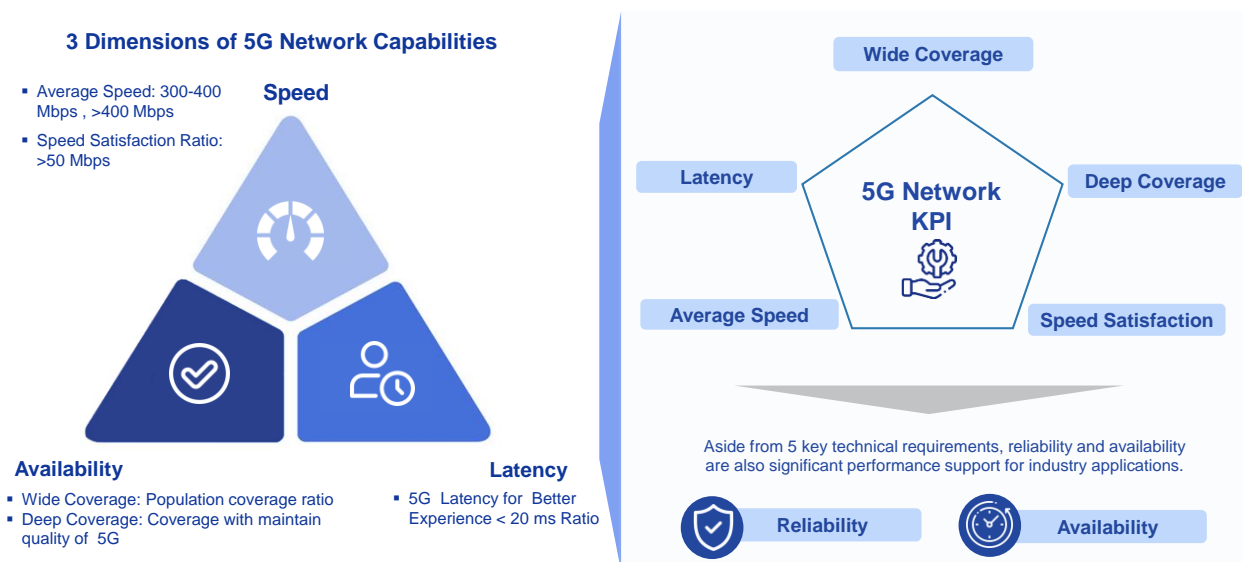 3 Dimensions of 5G Network Capabilities
▪ Average Speed: 300-400
Mbps , >400 Mbps
▪ Speed Satisfaction Ratio:
>50 Mbps
Speed
Availability
▪ Wide Coverage: Population coverage ratio
▪ Deep Coverage: Coverage with maintain
quality of 5G
Latency
▪ 5G Latency for Better
Experience < 20 ms Ratio
Wide Coverage
Latency
Deep Coverage
5G Network
KPI
Average Speed
Speed Satisfaction
Aside from 5 key technical requirements, reliability and availability
are also significant performance support for industry applications.
Reliability
Availability